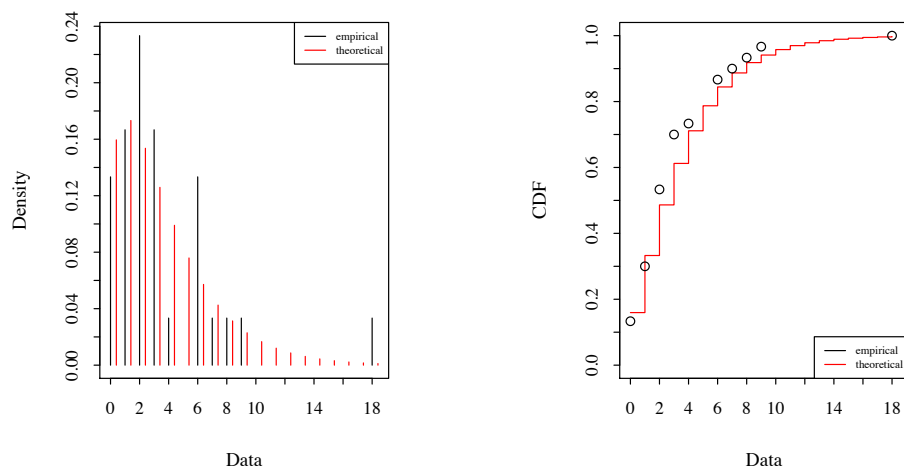 empirical
theoretical
Density
0.00 0.04 0.08 0.12 0.16 0.20 0.24
0 2 4 6 8 10 14 18
Data
CDF
0.0 0.2 0.4 0.6 0.8 1.0
empirical
theoretical
0 2 4 6 8 10 14 18
Data